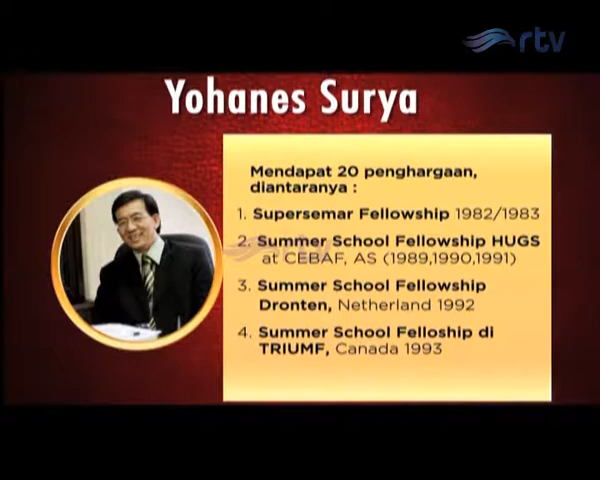 rtv
Yohanes Surya
Mendapat 20 penghargaan,
diantaranya :
1. Supersemar Fellowship 1982/1983
2. Summer School Fellowship HUGS
at CEBAF, AS (1989,1990,1991)
3. Summer School Fellowship
Dronten, Netherland 1992
4. Summer School Felloship di
TRIUMF, Canada 1993
rtv